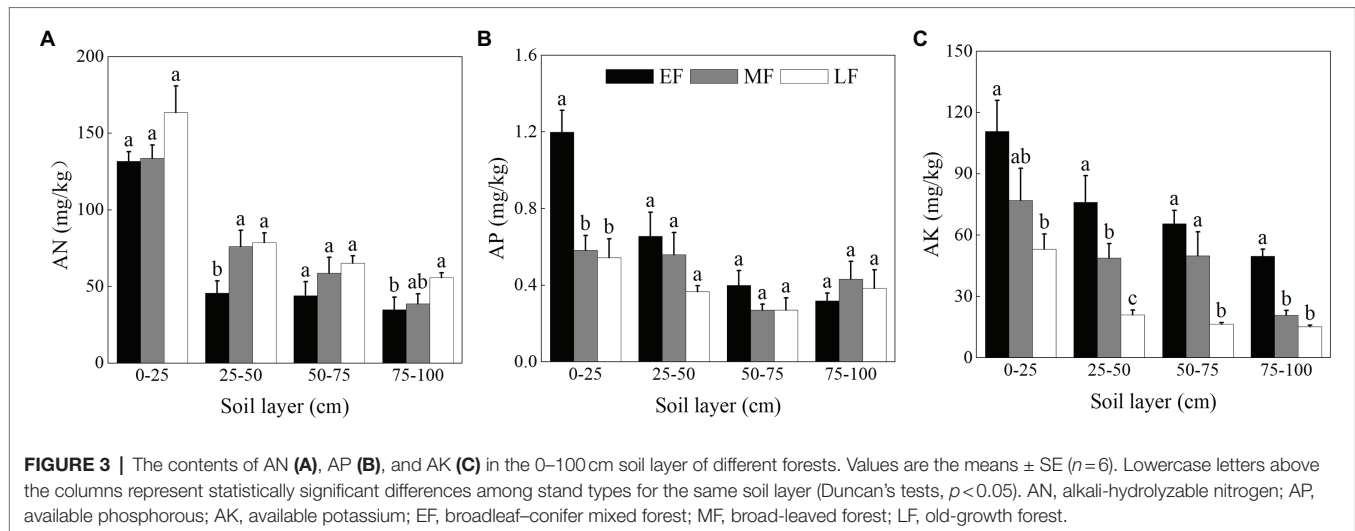 A
200
150
100
50
0
AN (mg/kg)
a a a
b a a
a a a
b ab a
0-25 25-50 50-75 75-100
Soil layer (cm)
B
1.6
1.2
0.8
0.4
0.0
AP (mg/kg)
EF MF LF
a b b
a a a
a a a
a a a
0-25 25-50 50-75 75-100
Soil layer (cm)
C
150
120
90
60
30
0
AK (mg/kg)
a ab b
a b c
a a b
a b b
0-25 25-50 50-75 75-100
Soil layer (cm)
FIGURE 3 | The contents of AN (A), AP (B), and AK (C) in the 0–100 cm soil layer of different forests. Values are the means ± SE (n = 6). Lowercase letters above
the columns represent statistically significant differences among stand types for the same soil layer (Duncan's tests, p < 0.05). AN, alkali-hydrolyzable nitrogen; AP,
available phosphorous; AK, available potassium; EF, broadleaf–conifer mixed forest; MF, broad-leaved forest; LF, old-growth forest.